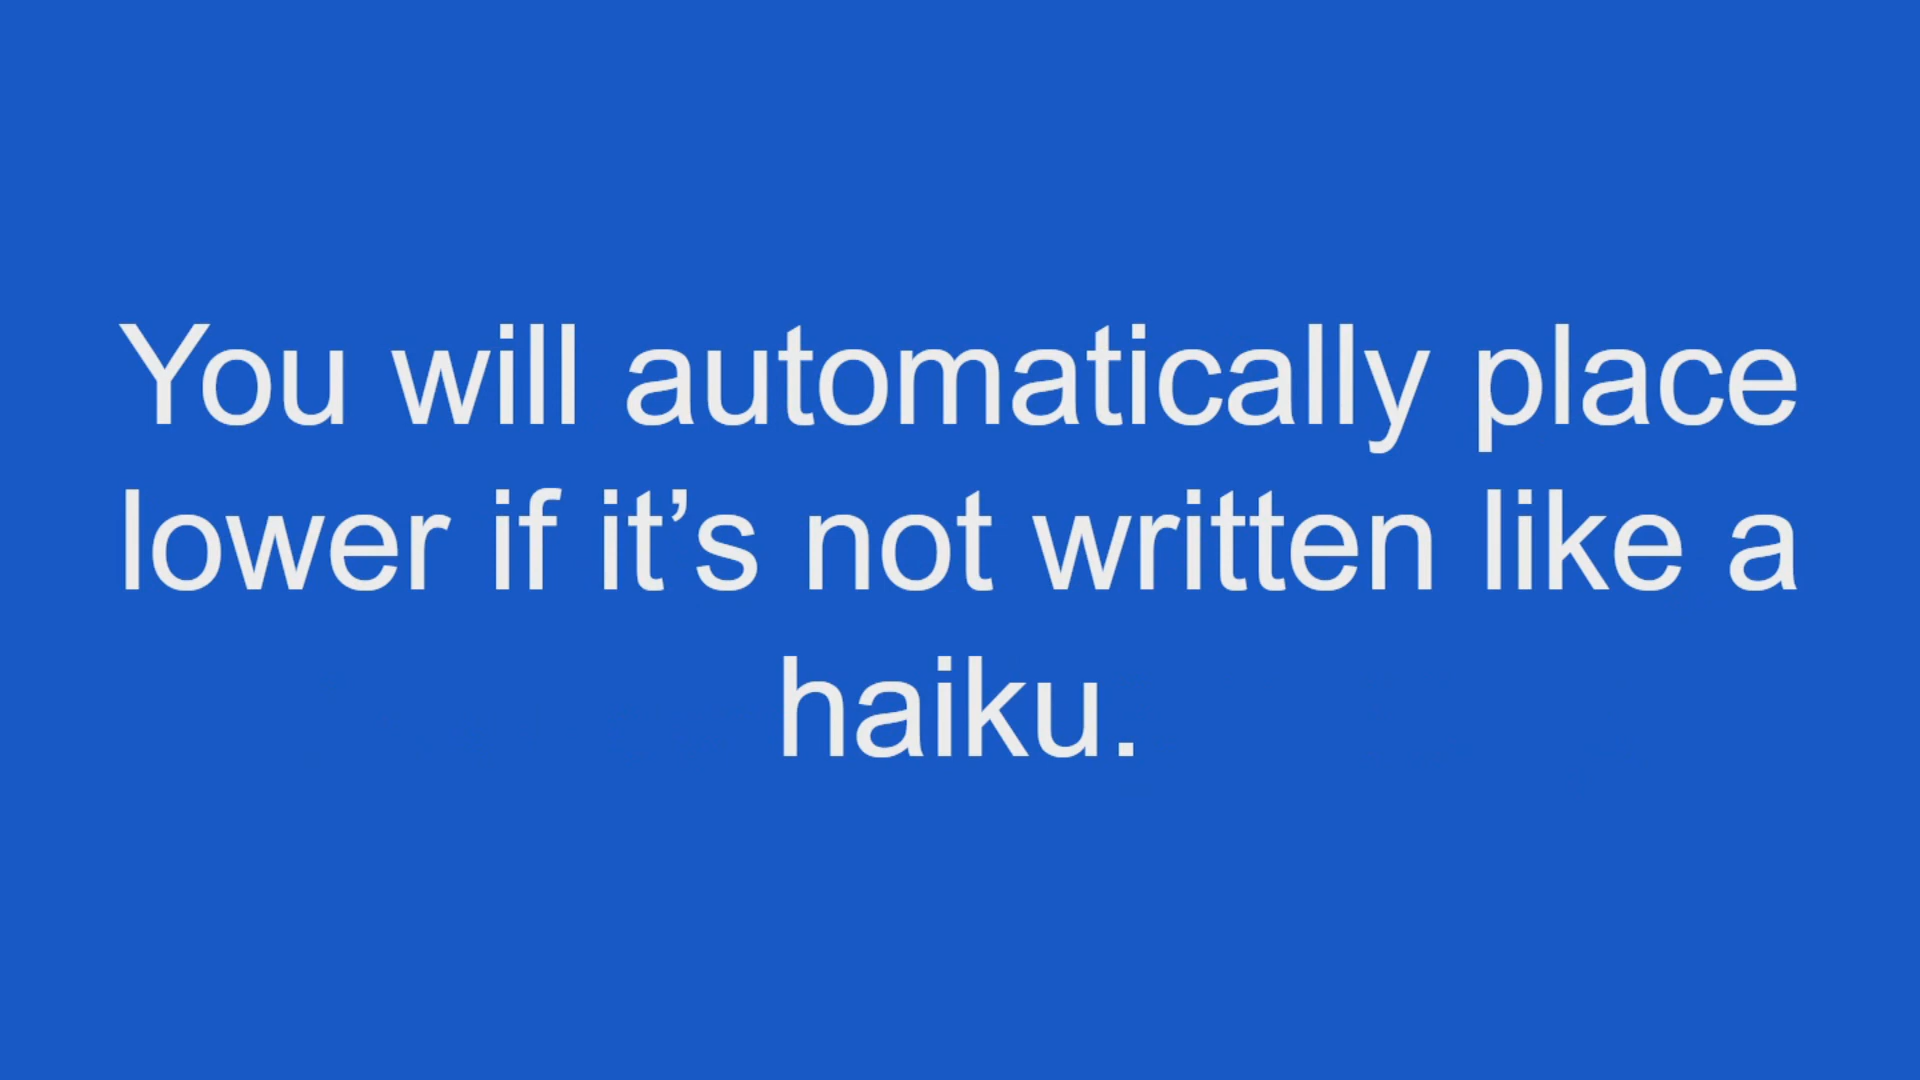 You will automatically place
lower if it’s not written like a
haiku.